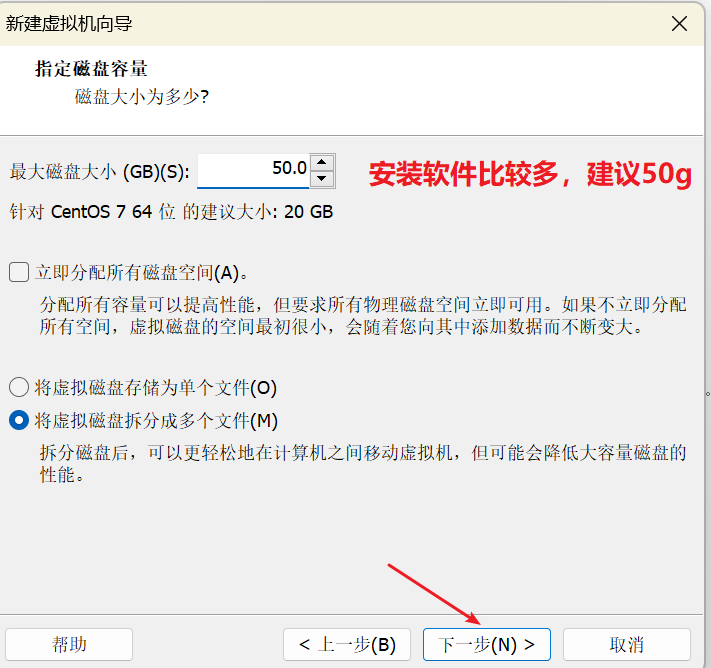 新建虚拟机向导
指定磁盘容量
磁盘大小为多少?
最大磁盘大小 (GB)(S): 50.0
安装软件比较多，建议50g
针对 CentOS 7 64 位 的建议大小: 20 GB
立即分配所有磁盘空间(A)。
分配所有容量可以提高性能，但要求所有物理磁盘空间立即可用。如果不立即分配
所有空间，虚拟磁盘的空间最初很小，会随着您向其中添加数据而不断变大。
将虚拟磁盘存储为单个文件(O)
将虚拟磁盘拆分成多个文件(M)
拆分磁盘后，可以更轻松地在计算机之间移动虚拟机，但可能会降低大容量磁盘的
性能。
帮助 < 上一步(B) 下一步(N) > 取消